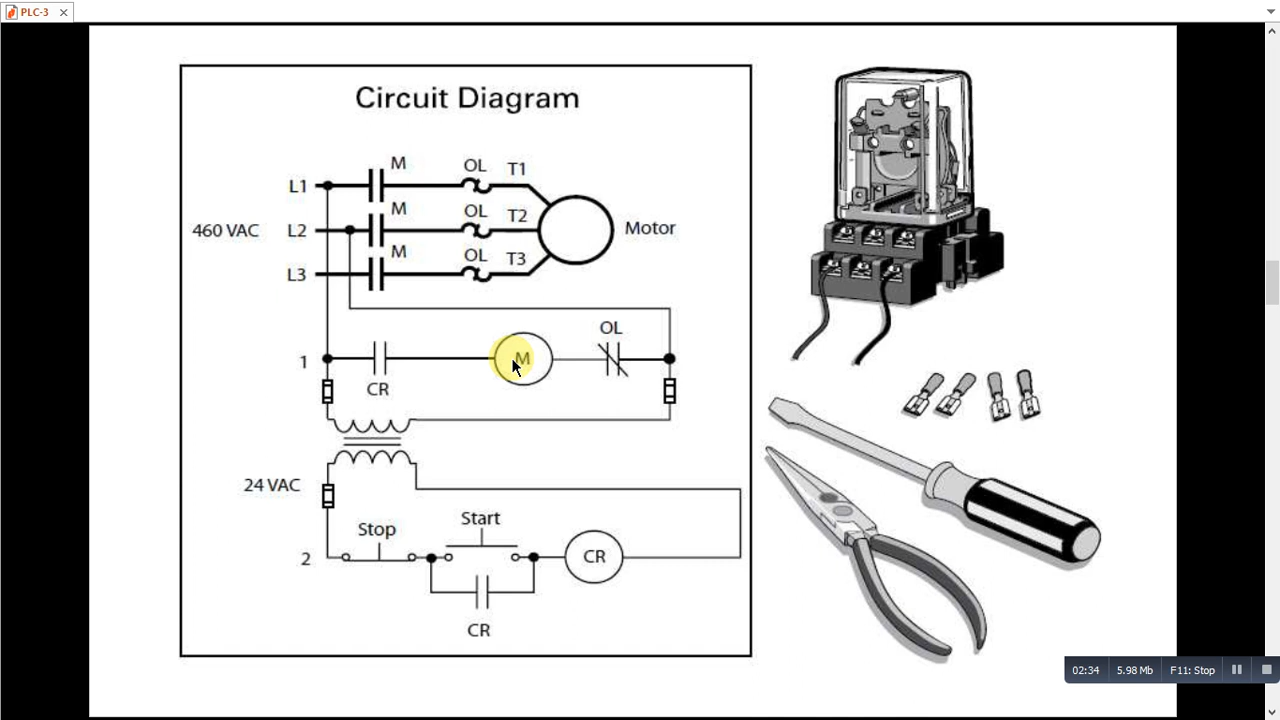 PLC-3
Circuit Diagram
M OL T1
L1
M OL T2
460 VAC L2 Motor
M OL T3
L3
OL
1 M
CR
24 VAC
Stop Start
2 CR
CR
02:34 5.98 Mb F11: Stop